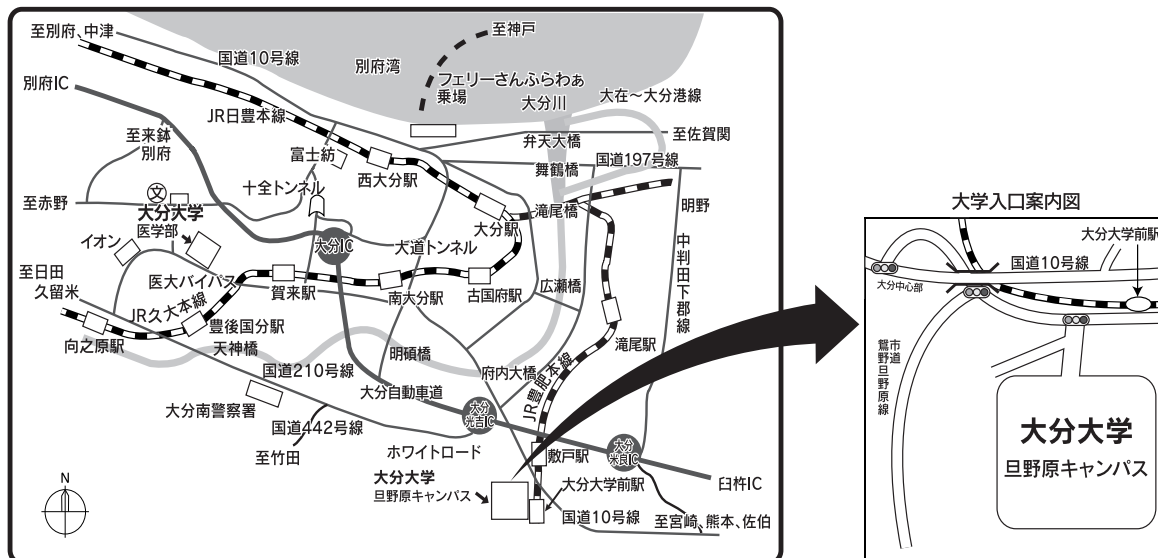 至別府、中津
国道10号線
至神戸
別府湾
フェリーさんふらわぁ
乗場
別府IC
JR日豊本線
大分川
大在～大分港線
至来鉢
別府
富士紡
弁天大橋
至佐賀関
舞鶴橋
国道197号線
西大分駅
十全トンネル
至赤野
文
大分大学
医学部
大分駅
滝尾橋
明野
イオン
大分IC
大道トンネル
中判田下郡線
至日田
久留米
医大バイパス
賀来駅
南大分駅
古国府駅
広瀬橋
JR久大本線
豊後国分駅
向之原駅
天神橋
明磧橋
滝尾駅
国道210号線
府内大橋
JR豊肥本線
大分自動車道
大分南警察署
大分
光吉IC
国道442号線
至竹田
ホワイトロード
敷戸駅
大分
米良IC
大分大学
旦野原キャンパス
大分大学前駅
臼杵IC
国道10号線
至宮崎、熊本、佐伯
N
大学入口案内図
大分大学前駅
国道10号線
大分中心部
市道
鷲野旦野原線
大分大学
旦野原キャンパス